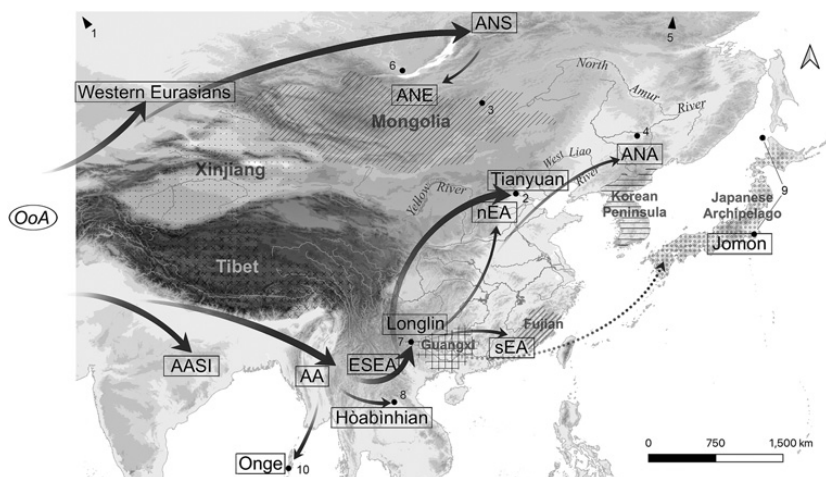 1
ANS
5
6
Western Eurasians
ANE
North
Amur
River
3
Mongolia
4
Xinjiang
West Liao
River
ANA
Tianyuan
2
Yellow River
nEA
Korean
Peninsula
Japanese
Archipelago
9
OoA
Tibet
Jomon
Longlin
7
Guangxi
Fujian
sEA
AASI
AA
ESEA
8
Hòabìnhian
Onge
10
0 750 1,500 km